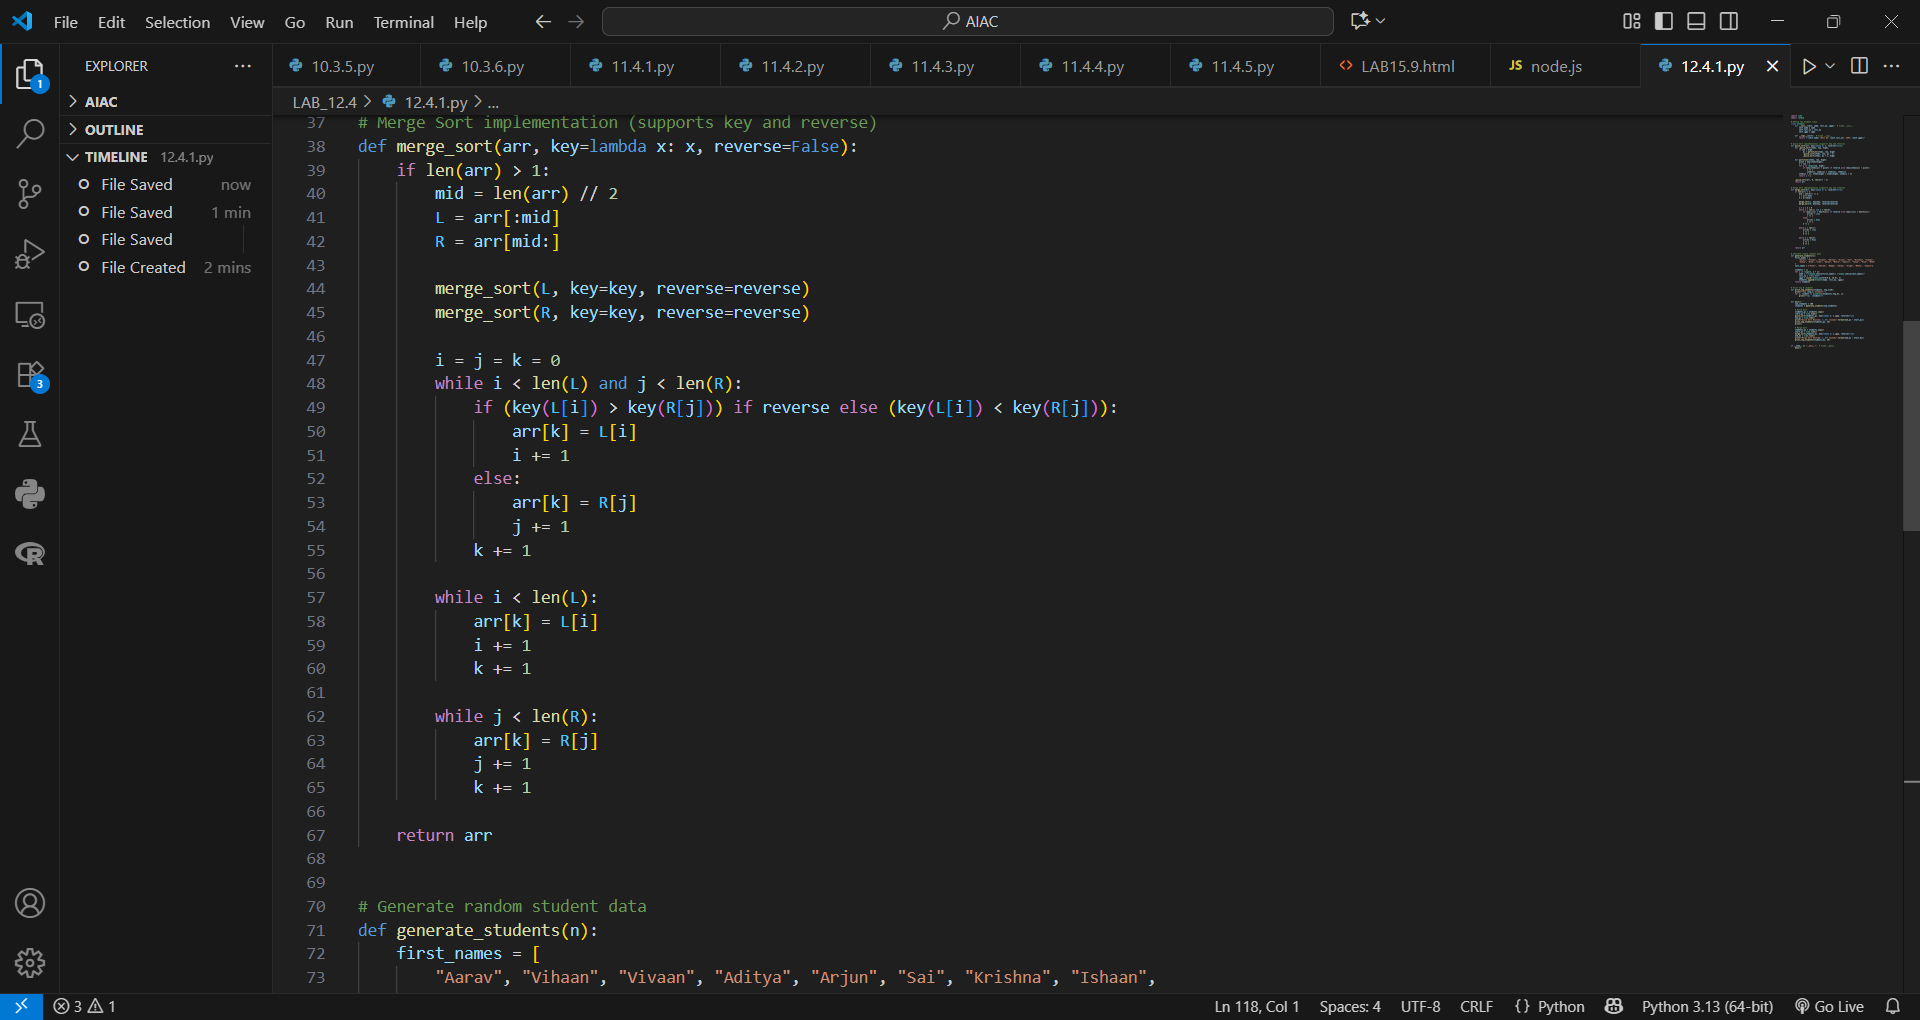 File Edit Selection View Go Run Terminal Help
AIAC
EXPLORER
AIAC
OUTLINE
TIMELINE 12.4.1.py
File Saved now
File Saved 1 min
File Saved
File Created 2 mins
1
3
10.3.5.py 10.3.6.py 11.4.1.py 11.4.2.py 11.4.3.py 11.4.4.py 11.4.5.py LAB15.9.html JS node.js 12.4.1.py
LAB_12.4 > 12.4.1.py > ...
37 # Merge Sort implementation (supports key and reverse)
38 def merge_sort(arr, key=lambda x: x, reverse=False):
39     if len(arr) > 1:
40         mid = len(arr) // 2
41         L = arr[:mid]
42         R = arr[mid:]
43
44         merge_sort(L, key=key, reverse=reverse)
45         merge_sort(R, key=key, reverse=reverse)
46
47         i = j = k = 0
48         while i < len(L) and j < len(R):
49             if (key(L[i]) > key(R[j])) if reverse else (key(L[i]) < key(R[j])):
50                 arr[k] = L[i]
51                 i += 1
52             else:
53                 arr[k] = R[j]
54                 j += 1
55             k += 1
56
57         while i < len(L):
58             arr[k] = L[i]
59             i += 1
60             k += 1
61
62         while j < len(R):
63             arr[k] = R[j]
64             j += 1
65             k += 1
66
67     return arr
68
69
70 # Generate random student data
71 def generate_students(n):
72     first_names = [
73         "Aarav", "Vihaan", "Vivaan", "Aditya", "Arjun", "Sai", "Krishna", "Ishaan",
3 1 Ln 118, Col 1 Spaces: 4 UTF-8 CRLF {} Python Python 3.13 (64-bit) Go Live